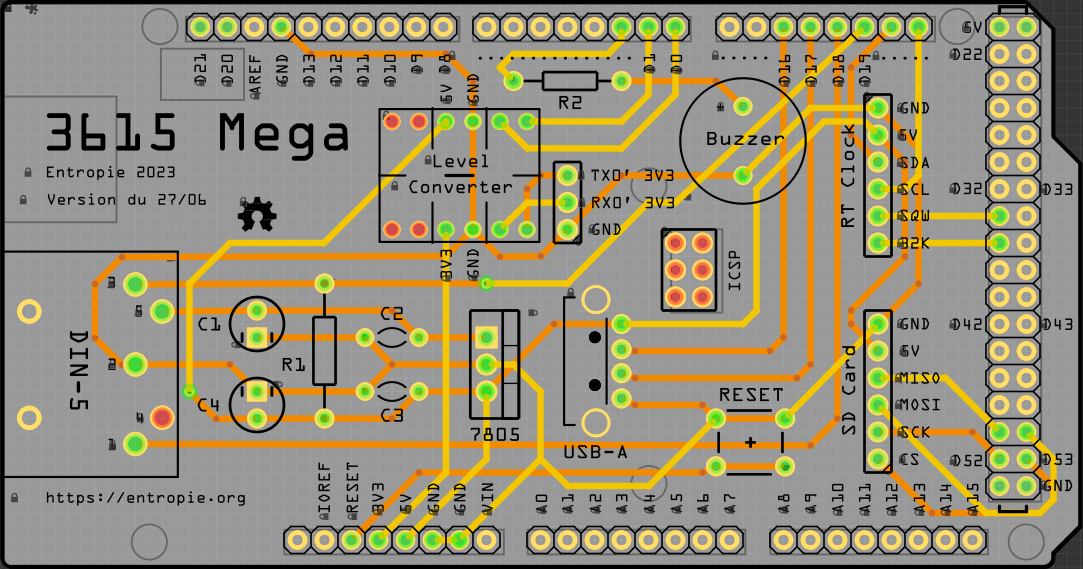 D21
D20
AREF
GND
D13
D12
D11
D10
D9
D8
D1
D0
D16
D17
D18
D19
5V
D22
5V
GND
R2
Buzzer
3615 Mega
Entropie 2023
Version du 27/06
Level
Converter
TXO' 3V3
RXO' 3V3
GND
3V3
GND
RT Clock
GND
5V
SDA
SCL
SQW
32K
D32
D33
ICSP
DIN-5
3
5
2
4
1
C1
C2
R1
C4
C3
7805
USB-A
RESET
SD Card
GND
5V
MISO
MOSI
SCK
CS
D42
D43
D52
D53
GND
https://entropie.org
IOREF
RESET
3V3
5V
GND
GND
VIN
A0
A1
A2
A3
A4
A5
A6
A7
A8
A9
A10
A11
A12
A13
A14
A15